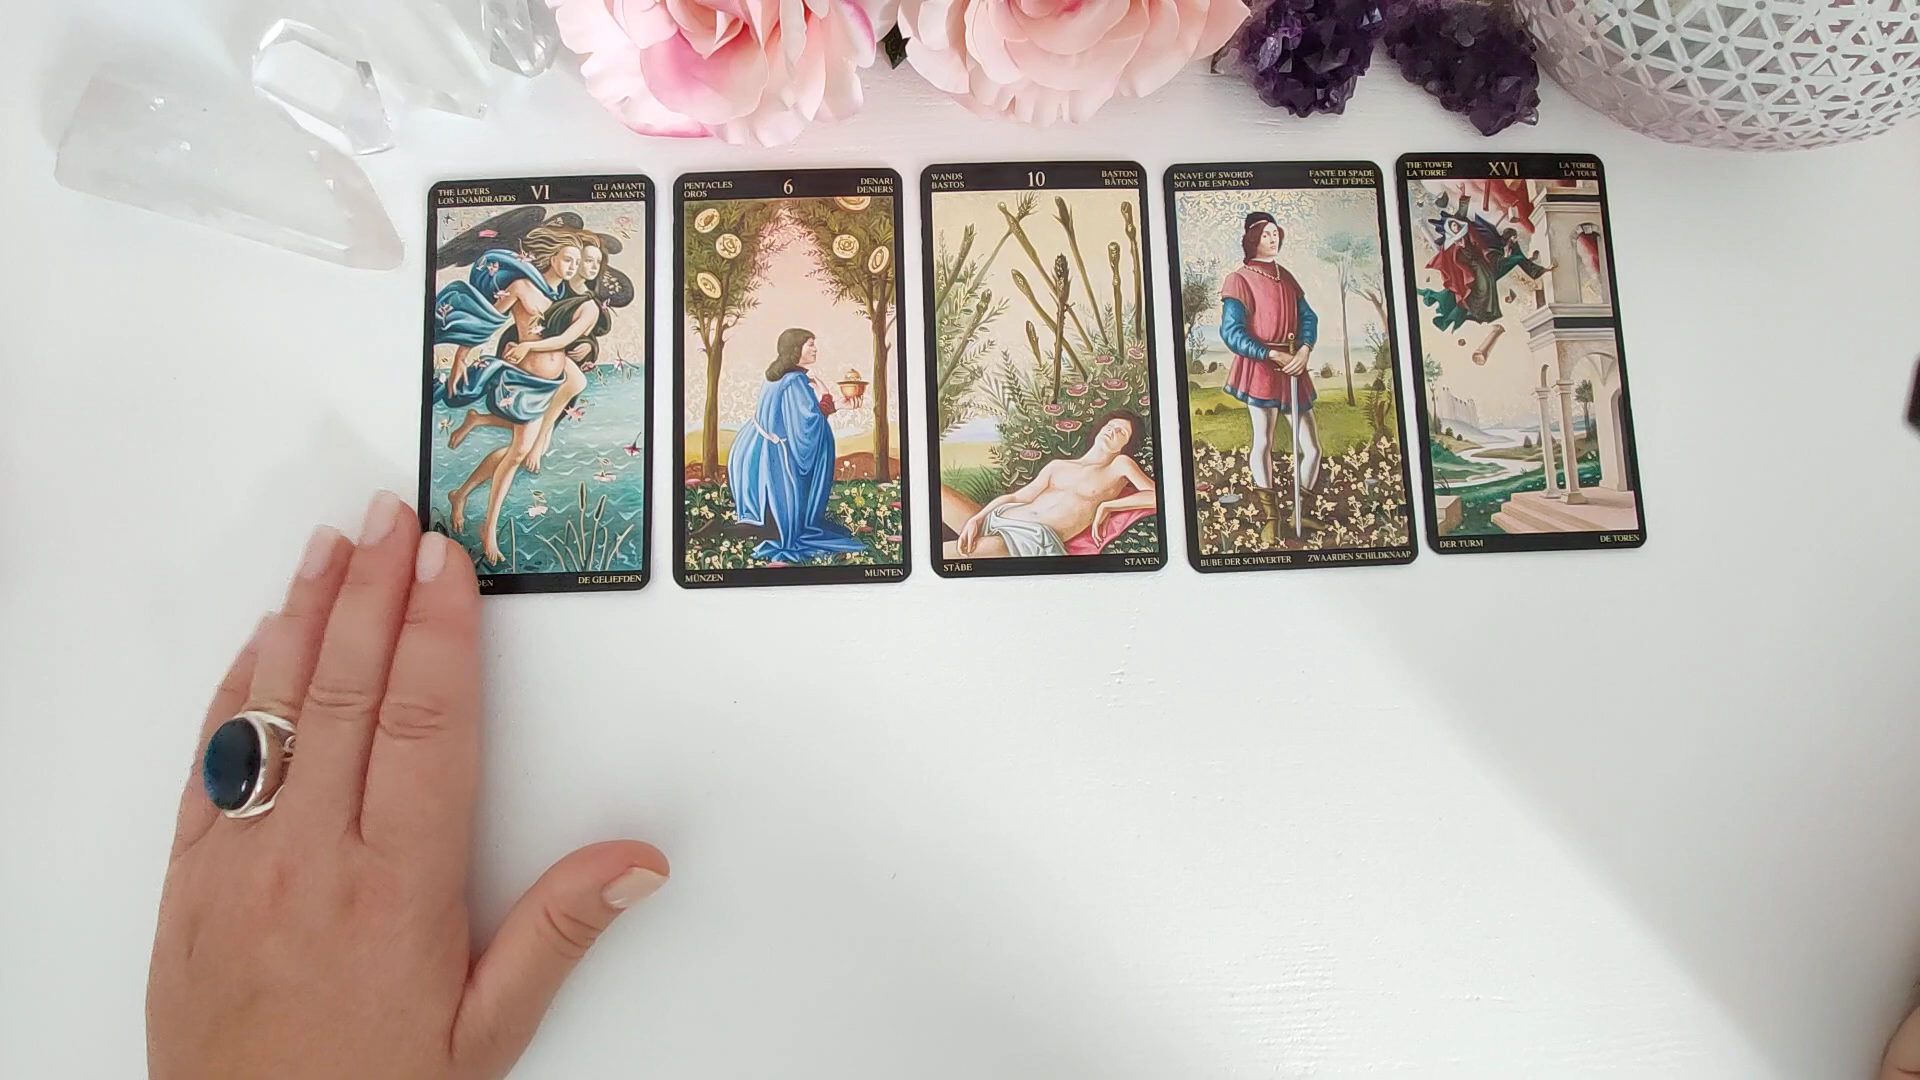 THE LOVERS
LOS ENAMORADOS
VI
GLI AMANTI
LES AMANTS
DE GELIEFDEN
PENTACLES
OROS
6
DENARI
DENIERS
MÜNZEN
MUNTEN
WANDS
BASTOS
10
BASTONI
BÂTONS
STÄBE
STAVEN
KNAVE OF SWORDS
SOTA DE ESPADAS
FANTE DI SPADE
VALET D'ÉPÉES
BUBE DER SCHWERTER
ZWAARDEN SCHILDKNAAP
THE TOWER
LA TORRE
XVI
LA TORRE
LA TOUR
DER TURM
DE TOREN